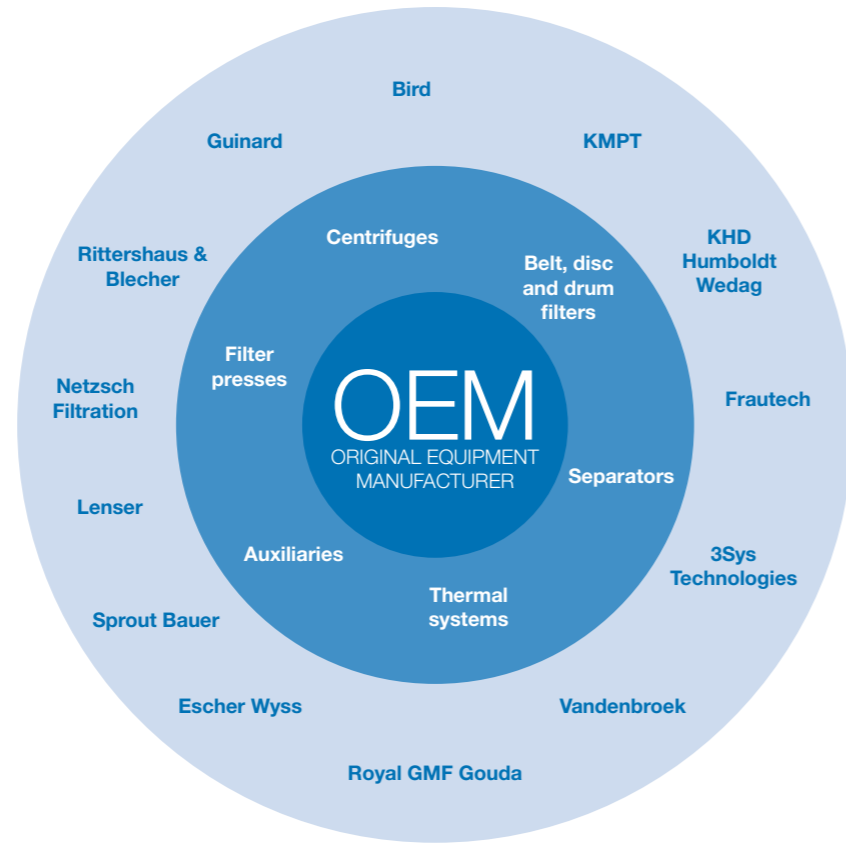 Bird
Guinard
KMPT
Centrifuges
Rittershaus &
Blecher
KHD
Humboldt
Wedag
Belt, disc
and drum
filters
Filter
presses
OEM
ORIGINAL EQUIPMENT
MANUFACTURER
Netzsch
Filtration
Frautech
Separators
Lenser
Auxiliaries
3Sys
Technologies
Thermal
systems
Sprout Bauer
Escher Wyss
Vandenbroek
Royal GMF Gouda